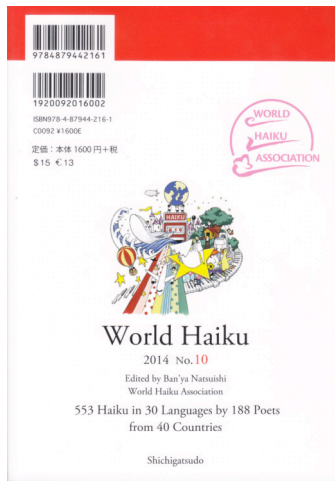 9784879442161
1920092016002
ISBN978-4-87944-216-1
C0092 ¥1600E
定価：本体 1600 円＋税
$15 €13
WORLD
HAIKU
ASSOCIATION
HAIKU
World Haiku
2014 No.10
Edited by Ban'ya Natsuishi
World Haiku Association
553 Haiku in 30 Languages by 188 Poets
from 40 Countries
Shichigatsudo